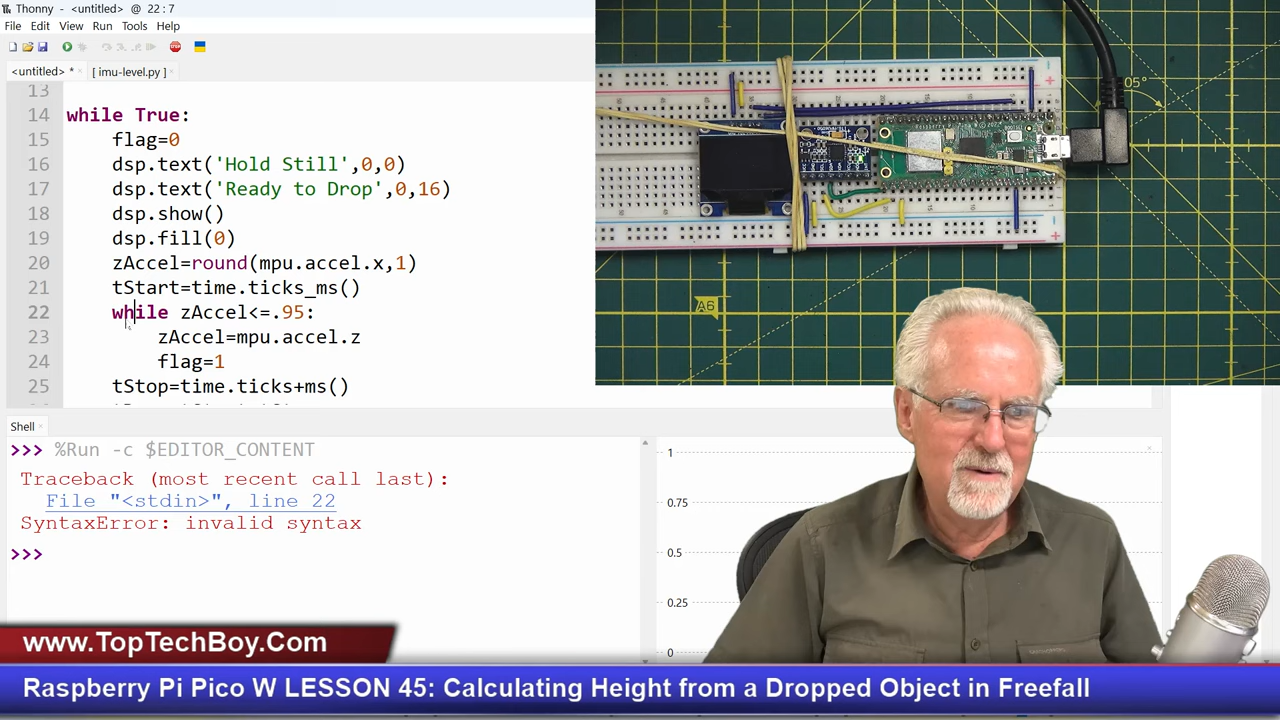 Thonny - <untitled> * @ 22 : 7
File Edit View Run Tools Help
<untitled> * [ imu-level.py ]
13
14 while True:
15 flag=0
16 dsp.text('Hold Still',0,0)
17 dsp.text('Ready to Drop',0,16)
18 dsp.show()
19 dsp.fill(0)
20 zAccel=round(mpu.accel.x,1)
21 tStart=time.ticks_ms()
22 while zAccel<=.95:
23 zAccel=mpu.accel.z
24 flag=1
25 tStop=time.ticks+ms()
Shell
>>> %Run -c $EDITOR_CONTENT
Traceback (most recent call last):
File "<stdin>", line 22
SyntaxError: invalid syntax
>>>
1
0.75
0.5
0.25
0
05°
A6
www.TopTechBoy.Com
Raspberry Pi Pico W LESSON 45: Calculating Height from a Dropped Object in Freefall